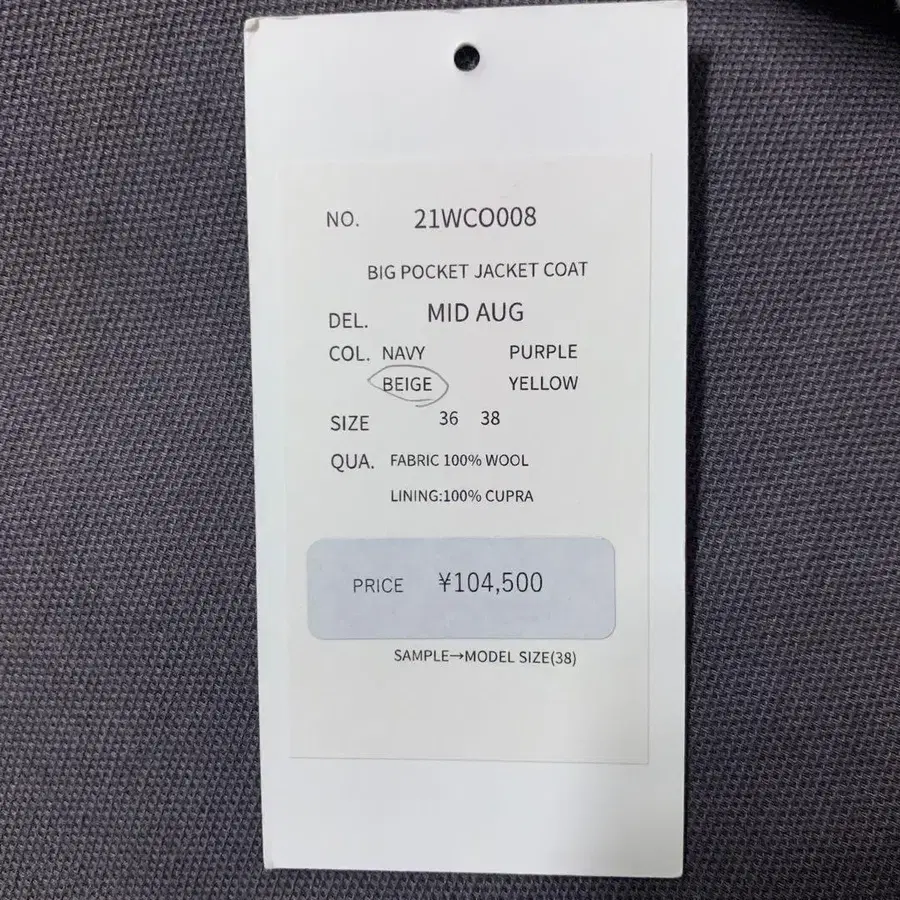 NO. 21WCO008
BIG POCKET JACKET COAT
DEL. MID AUG
COL. NAVY PURPLE
BEIGE YELLOW
SIZE 36 38
QUA. FABRIC 100% WOOL
LINING:100% CUPRA
PRICE ¥104,500
SAMPLE→MODEL SIZE(38)